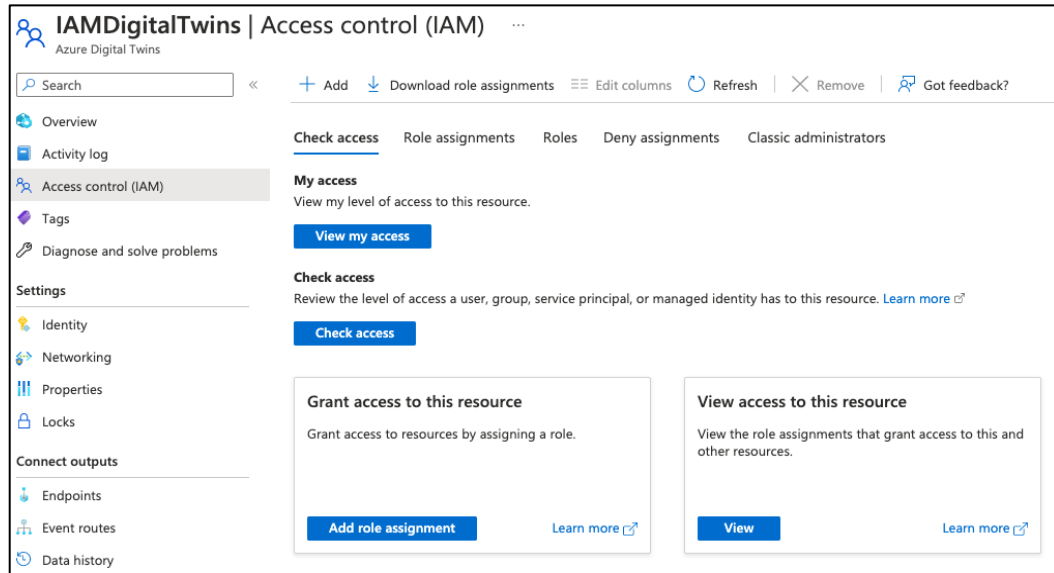 IAMDigitalTwins | Access control (IAM) ...
Azure Digital Twins
Search «
Overview
Activity log
Access control (IAM)
Tags
Diagnose and solve problems
Settings
Identity
Networking
Properties
Locks
Connect outputs
Endpoints
Event routes
Data history
Add Download role assignments Edit columns Refresh Remove Got feedback?
Check access Role assignments Roles Deny assignments Classic administrators
My access
View my level of access to this resource.
View my access
Check access
Review the level of access a user, group, service principal, or managed identity has to this resource. Learn more
Check access
Grant access to this resource
Grant access to resources by assigning a role.
Add role assignment Learn more
View access to this resource
View the role assignments that grant access to this and
other resources.
View Learn more